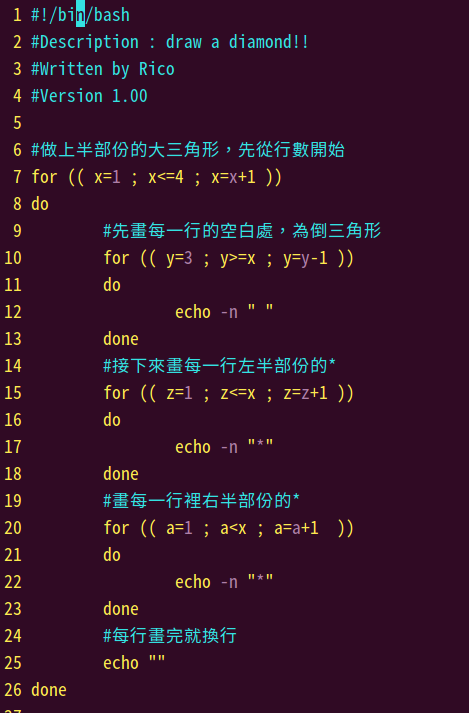 1 #!/bin/bash
2 #Description : draw a diamond!!
3 #Written by Rico
4 #Version 1.00
5
6 #做上半部份的大三角形，先從行數開始
7 for (( x=1 ; x<=4 ; x=x+1 ))
8 do
9 #先畫每一行的空白處，為倒三角形
10 for (( y=3 ; y>=x ; y=y-1 ))
11 do
12 echo -n " "
13 done
14 #接下來畫每一行左半部份的*
15 for (( z=1 ; z<=x ; z=z+1 ))
16 do
17 echo -n "*"
18 done
19 #畫每一行裡右半部份的*
20 for (( a=1 ; a<x ; a=a+1  ))
21 do
22 echo -n "*"
23 done
24 #每行畫完就換行
25 echo ""
26 done